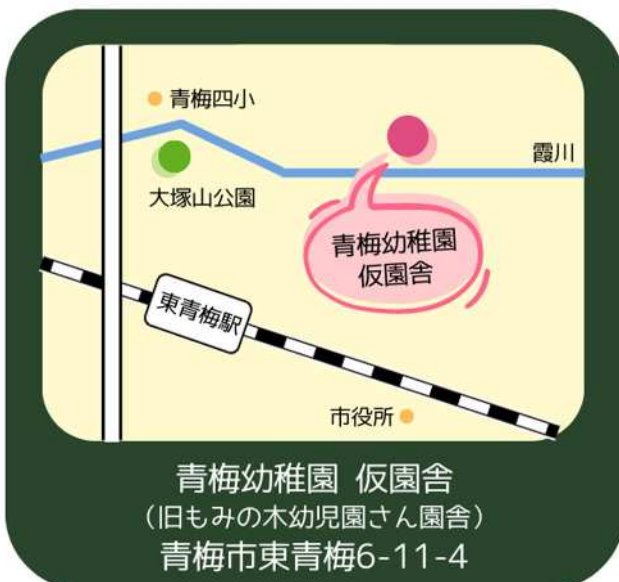 青梅四小
霞川
大塚山公園
青梅幼稚園
仮園舎
東青梅駅
市役所
青梅幼稚園 仮園舎
(旧もみの木幼児園さん園舎)
青梅市東青梅6-11-4